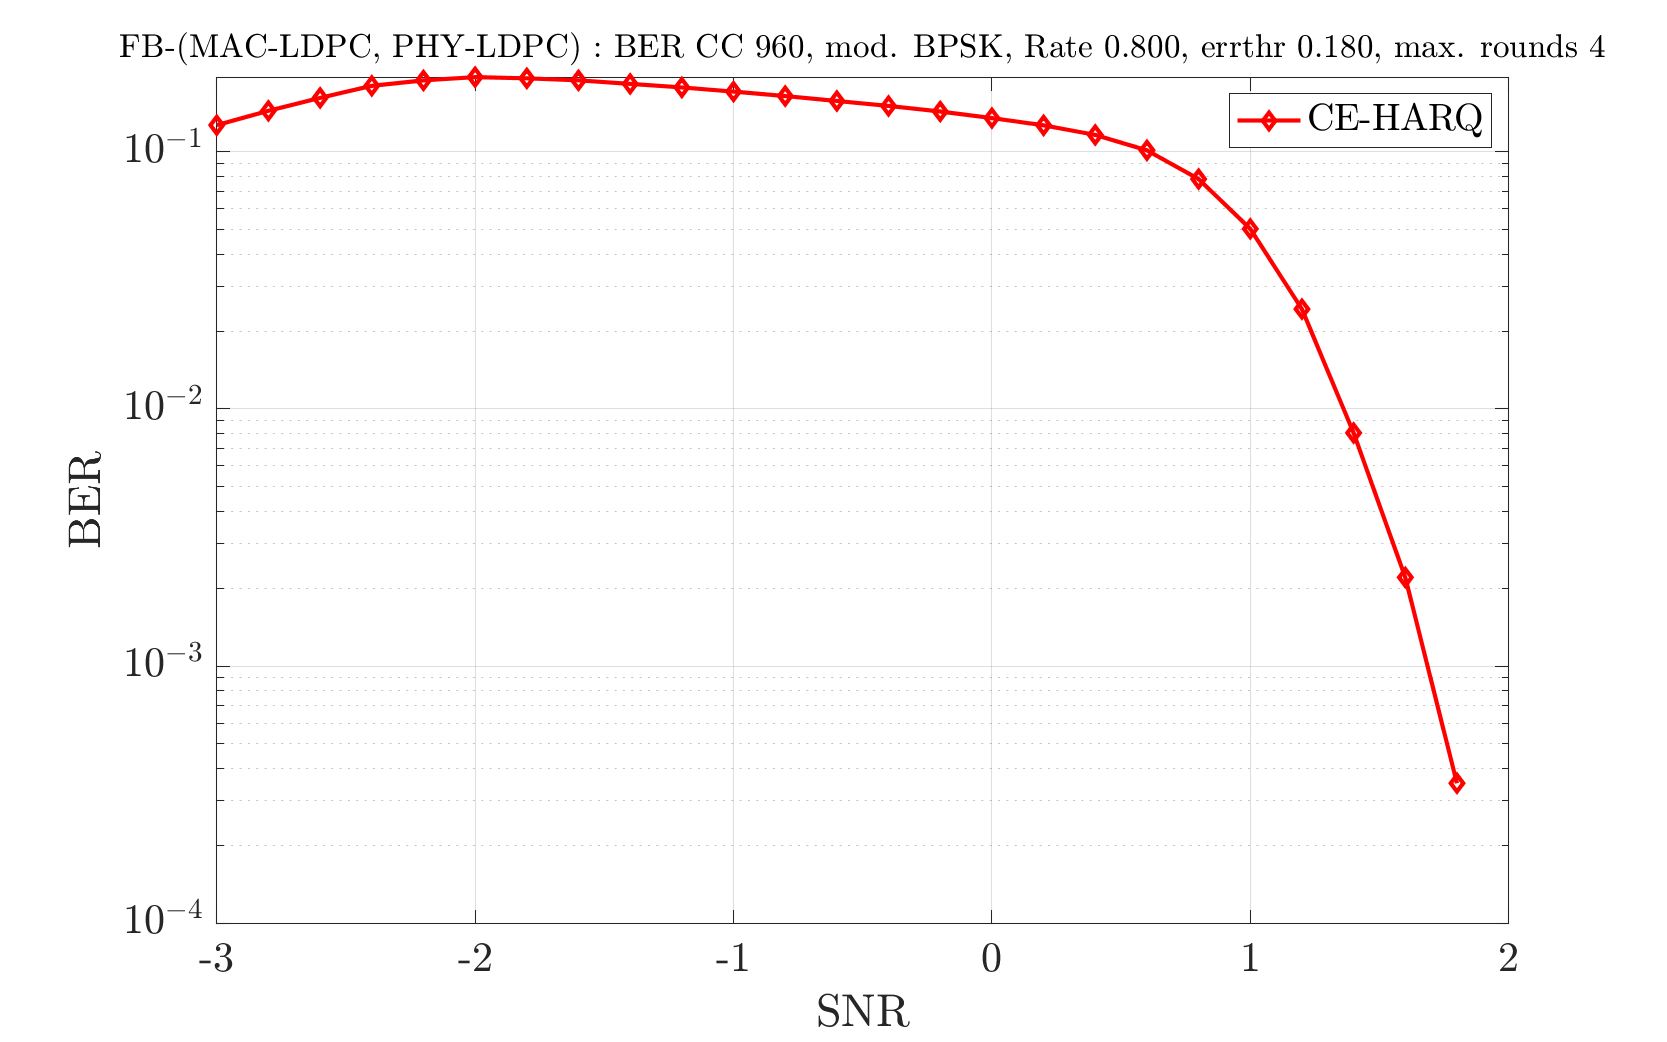 FB-(MAC-LDPC, PHY-LDPC) : BER CC 960, mod. BPSK, Rate 0.800, errthr 0.180, max. rounds 4
CE-HARQ
10⁻¹
10⁻²
10⁻³
10⁻⁴
BER
-3 -2 -1 0 1 2
SNR